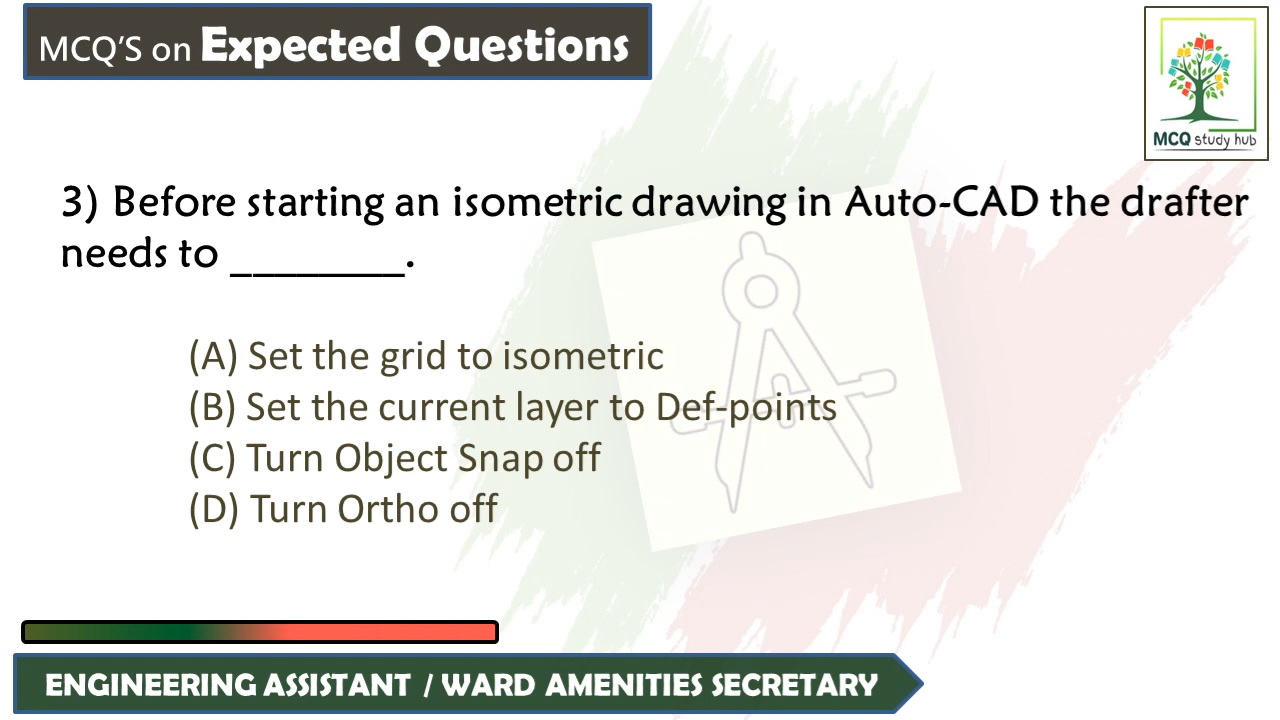 MCQ'S on Expected Questions
MCQ study hub
3) Before starting an isometric drawing in Auto-CAD the drafter
needs to ________.
(A) Set the grid to isometric
(B) Set the current layer to Def-points
(C) Turn Object Snap off
(D) Turn Ortho off
ENGINEERING ASSISTANT / WARD AMENITIES SECRETARY